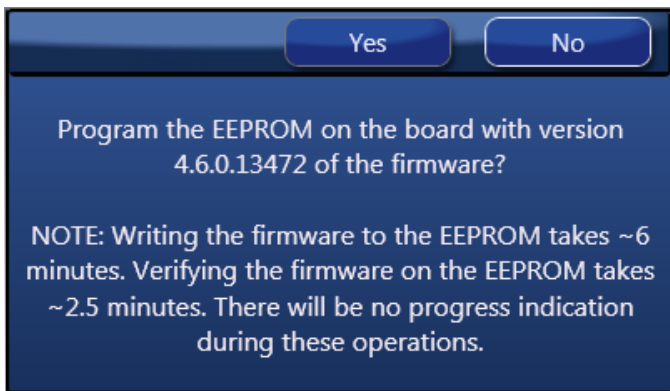 Yes No
Program the EEPROM on the board with version
4.6.0.13472 of the firmware?
NOTE: Writing the firmware to the EEPROM takes ~6
minutes. Verifying the firmware on the EEPROM takes
~2.5 minutes. There will be no progress indication
during these operations.